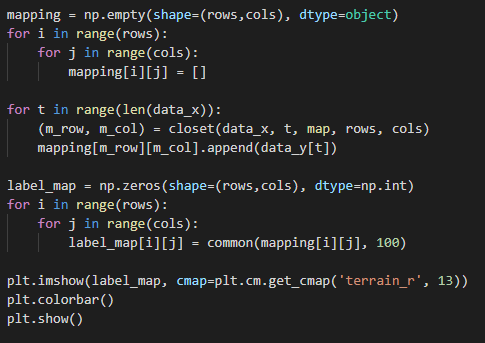 mapping = np.empty(shape=(rows,cols), dtype=object)
for i in range(rows):
    for j in range(cols):
        mapping[i][j] = []

for t in range(len(data_x)):
    (m_row, m_col) = closet(data_x, t, map, rows, cols)
    mapping[m_row][m_col].append(data_y[t])

label_map = np.zeros(shape=(rows,cols), dtype=np.int)
for i in range(rows):
    for j in range(cols):
        label_map[i][j] = common(mapping[i][j], 100)

plt.imshow(label_map, cmap=plt.cm.get_cmap('terrain_r', 13))
plt.colorbar()
plt.show()